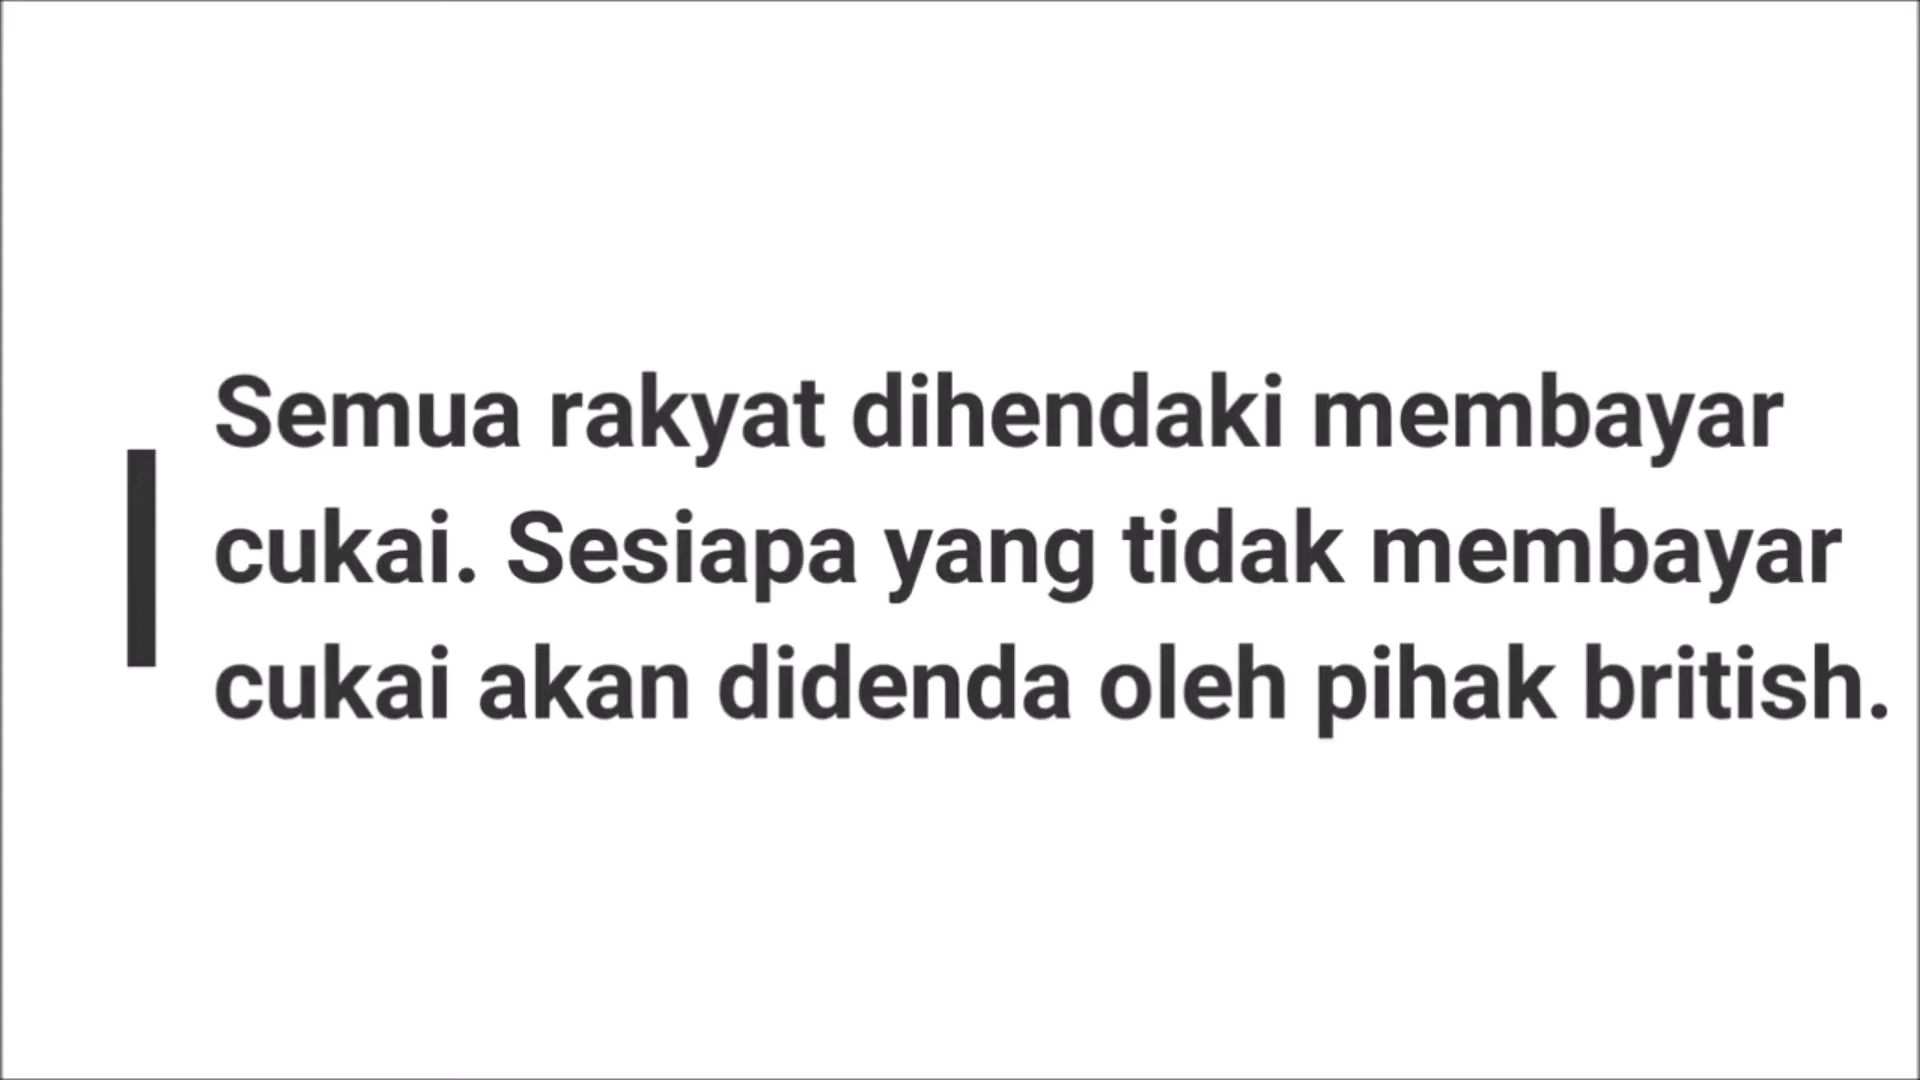 Semua rakyat dihendaki membayar
cukai. Sesiapa yang tidak membayar
cukai akan didenda oleh pihak british.